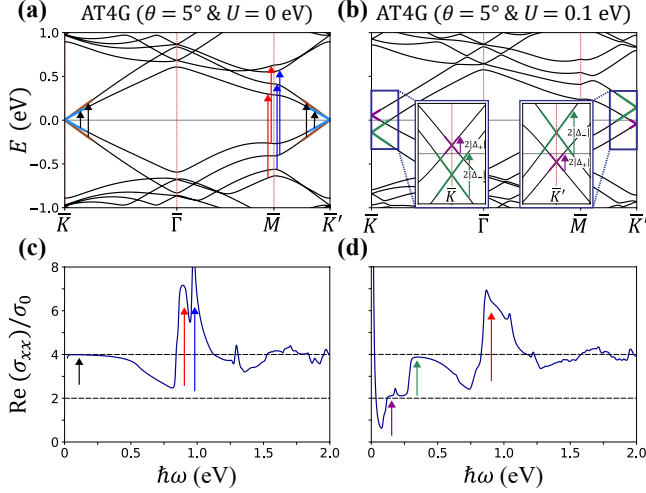 (a) AT4G (θ = 5° & U = 0 eV)
(b) AT4G (θ = 5° & U = 0.1 eV)
E (eV)
1.0
0.5
0.0
−0.5
−1.0
K̅ Γ̅ M̅ K̅′
2|Δ₊|
2|Δ₋|
K̅
2|Δ₋|
2|Δ₊|
K̅′
K̅ Γ̅ M̅ K̅′
(c)
(d)
Re (σxx)/σ0
8
6
4
2
0
0 0.5 1.0 1.5 2.0
ħω (eV)
0 0.5 1.0 1.5 2.0
ħω (eV)